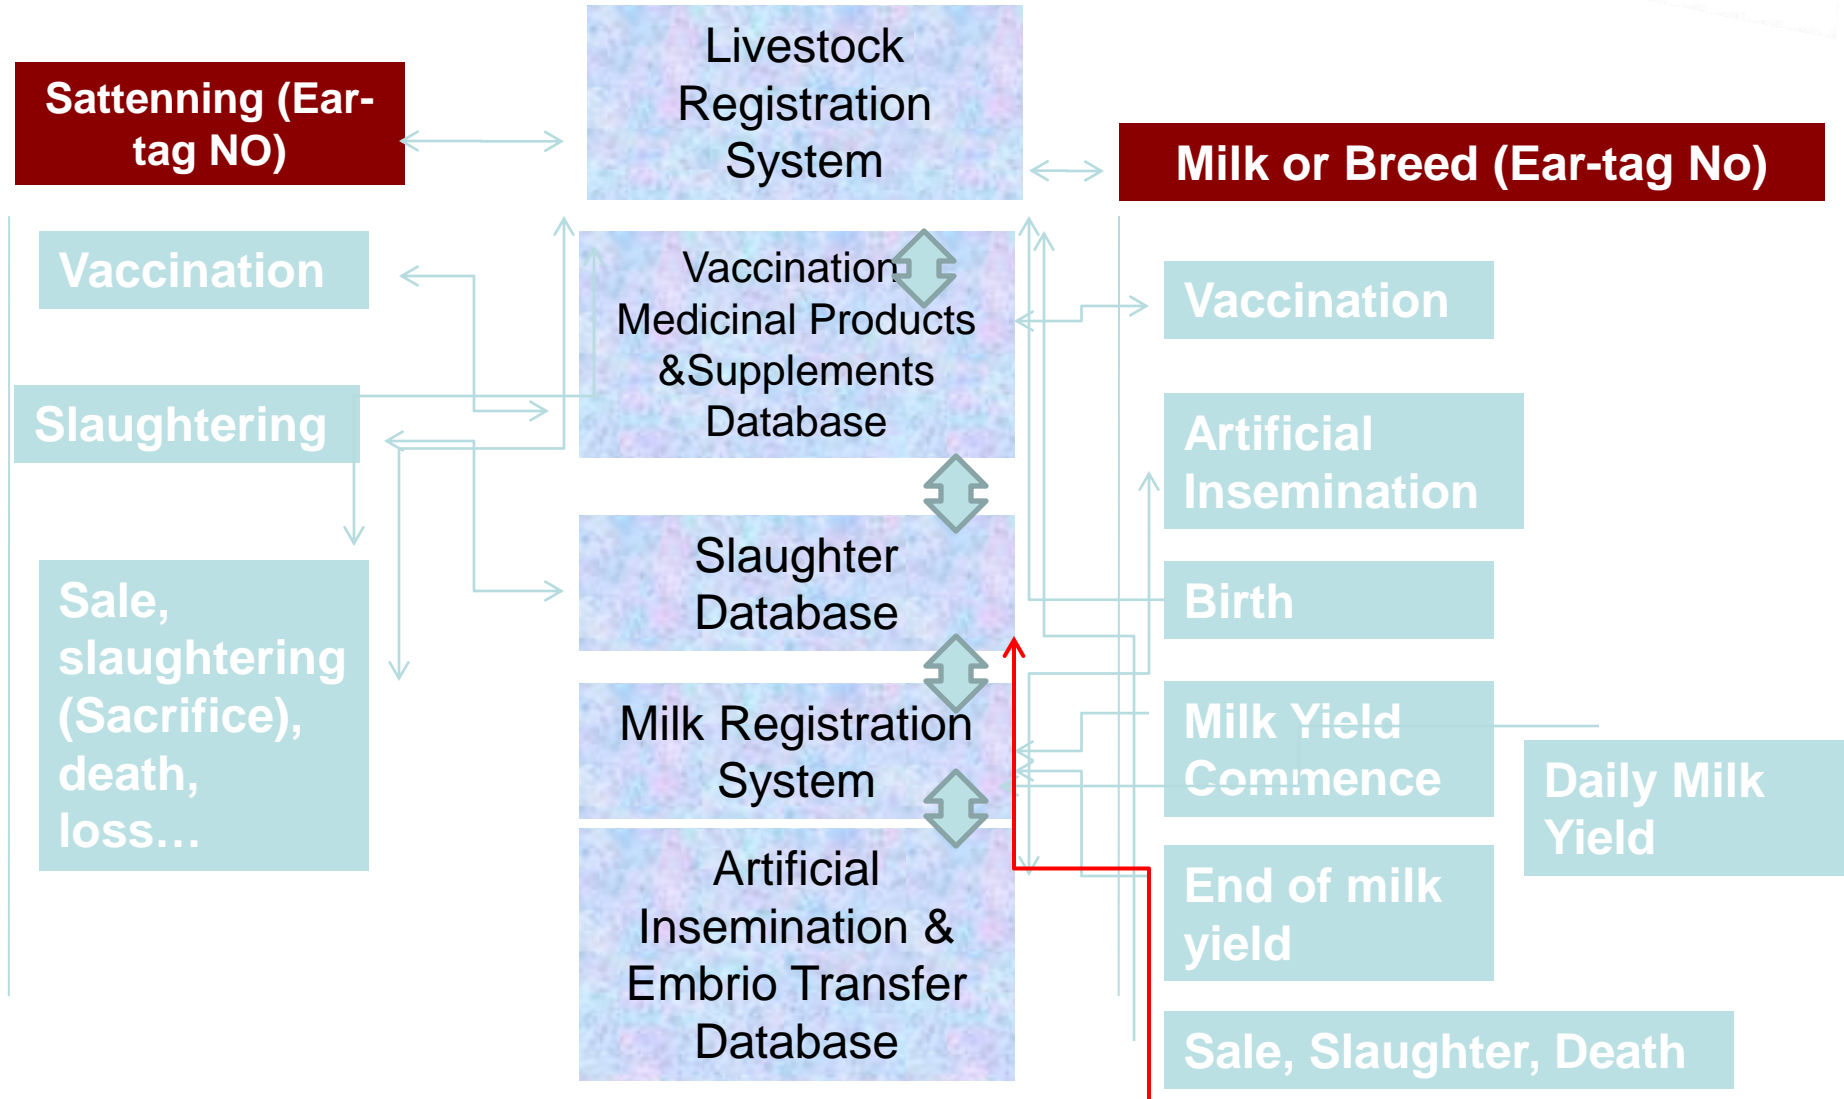 Livestock
Registration
System
Sattenning (Ear-
tag NO)
Milk or Breed (Ear-tag No)
Vaccination
Slaughtering
Sale,
slaughtering
(Sacrifice),
death,
loss…
Vaccination
Medicinal Products
&Supplements
Database
Slaughter
Database
Milk Registration
System
Artificial
Insemination &
Embrio Transfer
Database
Vaccination
Artificial
Insemination
Birth
Milk Yield
Commence
Daily Milk
Yield
End of milk
yield
Sale, Slaughter, Death